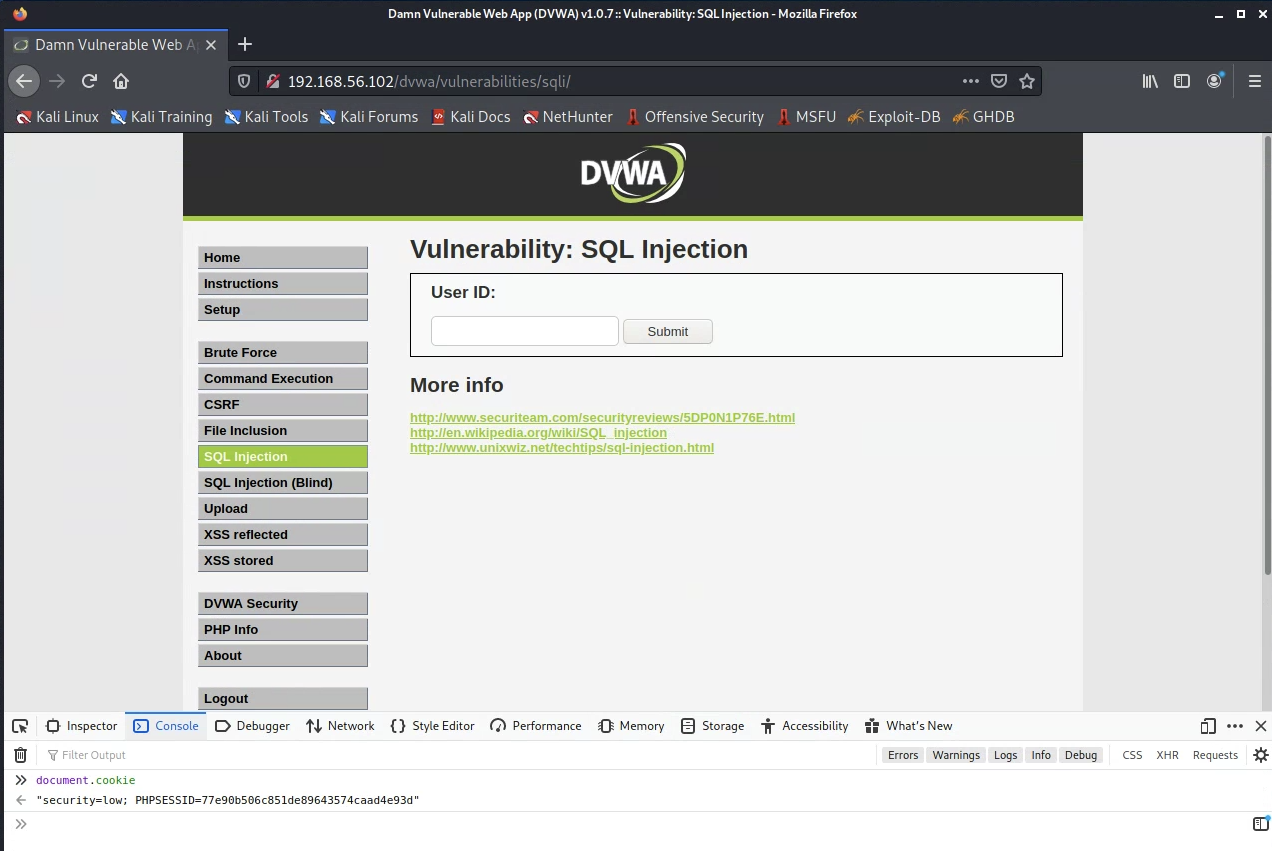 Damn Vulnerable Web App (DVWA) v1.0.7 :: Vulnerability: SQL Injection - Mozilla Firefox
Damn Vulnerable Web A
192.168.56.102/dvwa/vulnerabilities/sqli/
Kali Linux Kali Training Kali Tools Kali Forums Kali Docs NetHunter Offensive Security MSFU Exploit-DB GHDB
DVWA
Home
Instructions
Setup
Brute Force
Command Execution
CSRF
File Inclusion
SQL Injection
SQL Injection (Blind)
Upload
XSS reflected
XSS stored
DVWA Security
PHP Info
About
Logout
Vulnerability: SQL Injection
User ID:
Submit
More info
http://www.securiteam.com/securityreviews/5DP0N1P76E.html
http://en.wikipedia.org/wiki/SQL_injection
http://www.unixwiz.net/techtips/sql-injection.html
Inspector Console Debugger Network Style Editor Performance Memory Storage Accessibility What's New
Filter Output Errors Warnings Logs Info Debug CSS XHR Requests
document.cookie
"security=low; PHPSESSID=77e90b506c851de89643574caad4e93d"